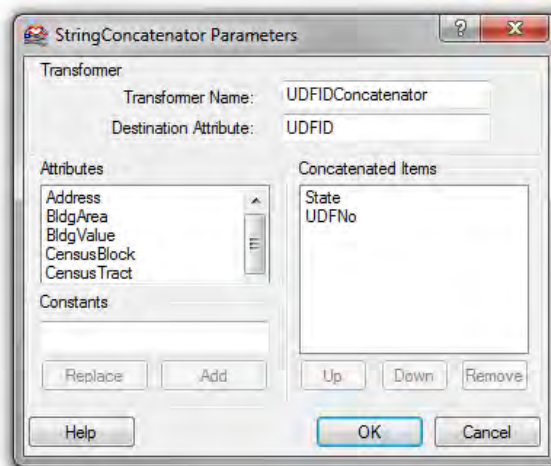 StringConcatenator Parameters
Transformer
Transformer Name: UDFIDConcatenator
Destination Attribute: UDFID
Attributes
Address
BldgArea
BldgValue
CensusBlock
CensusTract
Constants
Replace Add
Concatenated Items
State
UDFNo
Up Down Remove
Help OK Cancel